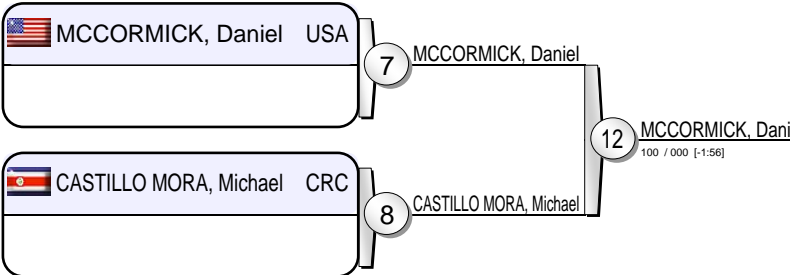 MCCORMICK, Daniel USA
7
MCCORMICK, Daniel
12
MCCORMICK, Dani
100 / 000 [-1:56]
CASTILLO MORA, Michael CRC
8
CASTILLO MORA, Michael